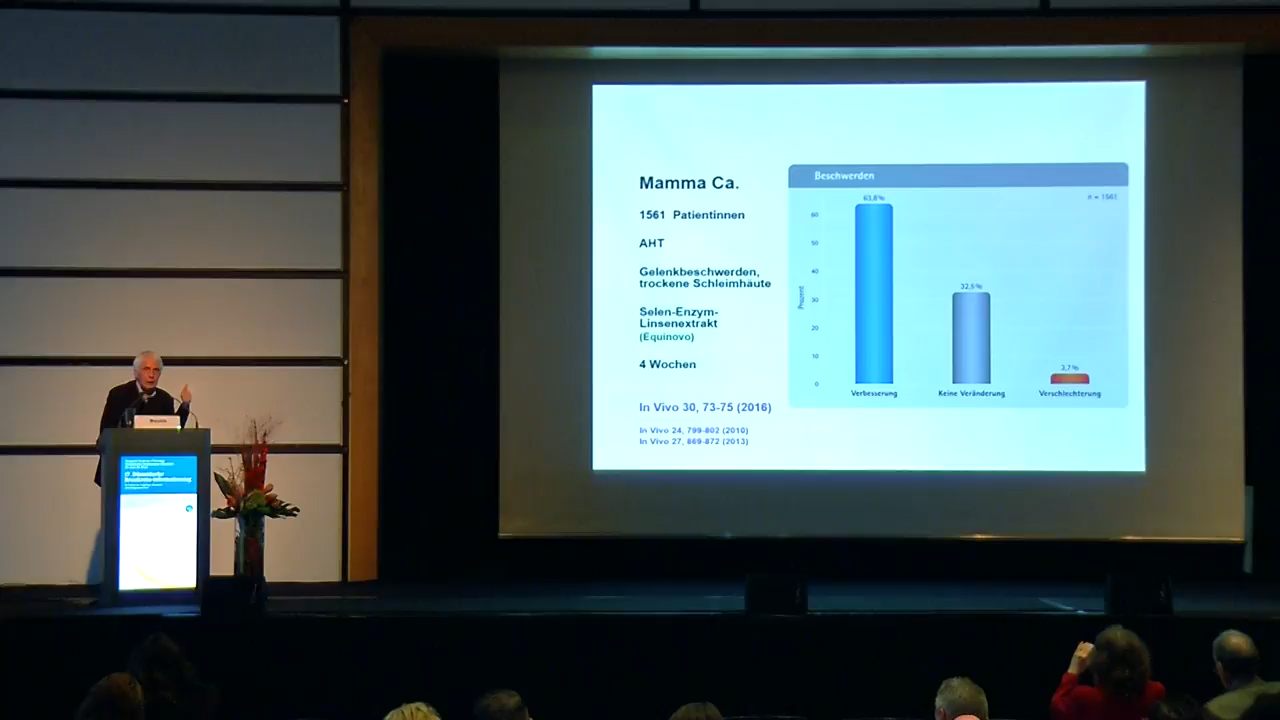 Mamma Ca.
1561 Patientinnen
AHT
Gelenkbeschwerden,
trockene Schleimhäute
Selen-Enzym-
Linsenextrakt
(Equinovo)
4 Wochen
In Vivo 30, 73-75 (2016)
In Vivo 24, 799-802 (2010)
In Vivo 27, 869-872 (2013)
Beschwerden
n = 1561
63,8%
32,5%
3,7%
Prozent
60
50
40
30
20
10
0
Verbesserung
Keine Veränderung
Verschlechterung
17. Düsseldorfer